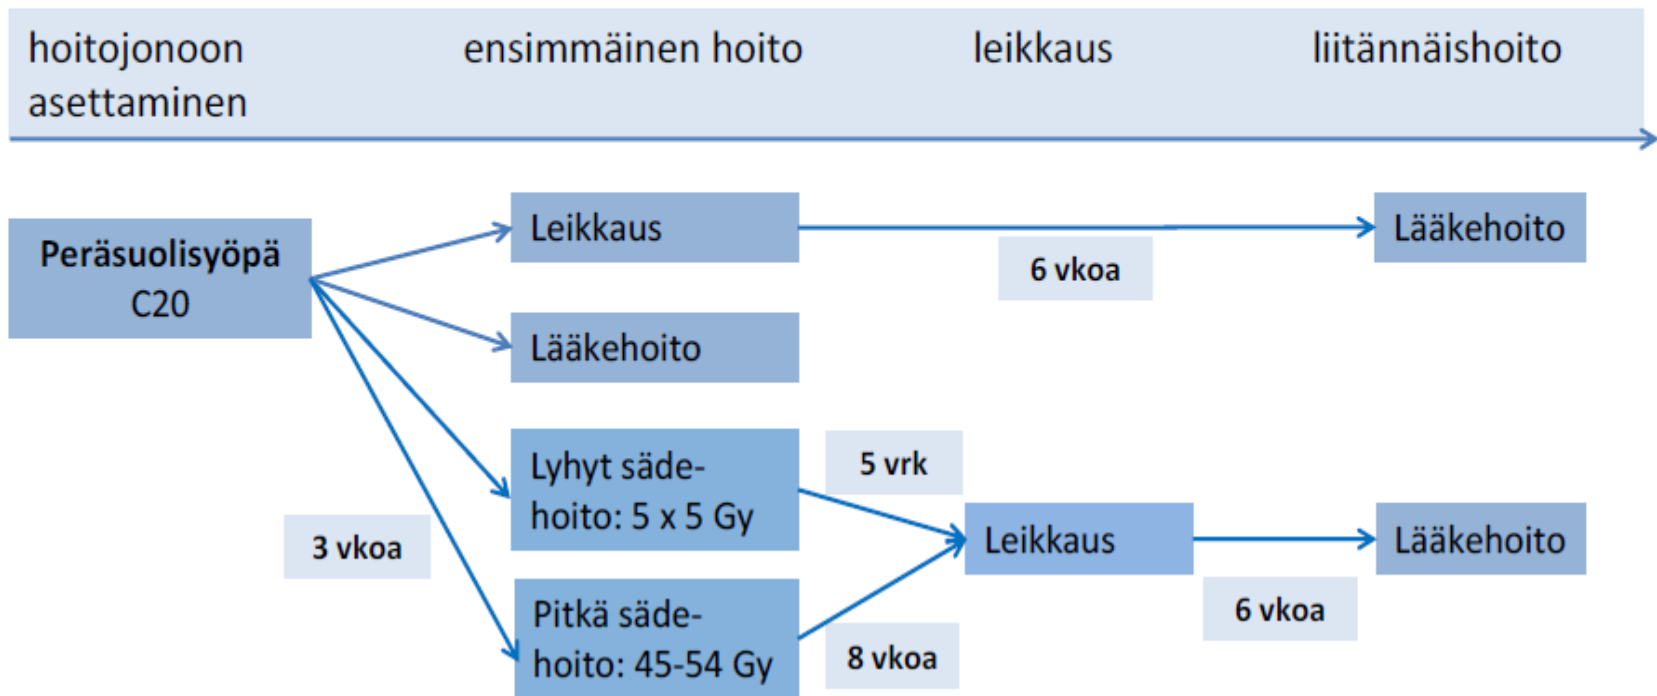 hoitojonoon
asettaminen
ensimmäinen hoito
leikkaus
liitännäishoito
Peräsuolisyöpä
C20
Leikkaus
6 vkoa
Lääkehoito
Lääkehoito
3 vkoa
Lyhyt säde-
hoito: 5 x 5 Gy
5 vrk
Pitkä säde-
hoito: 45-54 Gy
8 vkoa
Leikkaus
6 vkoa
Lääkehoito